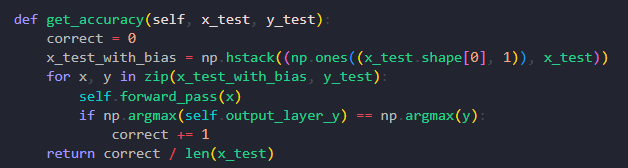 def get_accuracy(self, x_test, y_test):
    correct = 0
    x_test_with_bias = np.hstack((np.ones((x_test.shape[0], 1)), x_test))
    for x, y in zip(x_test_with_bias, y_test):
        self.forward_pass(x)
        if np.argmax(self.output_layer_y) == np.argmax(y):
            correct += 1
    return correct / len(x_test)